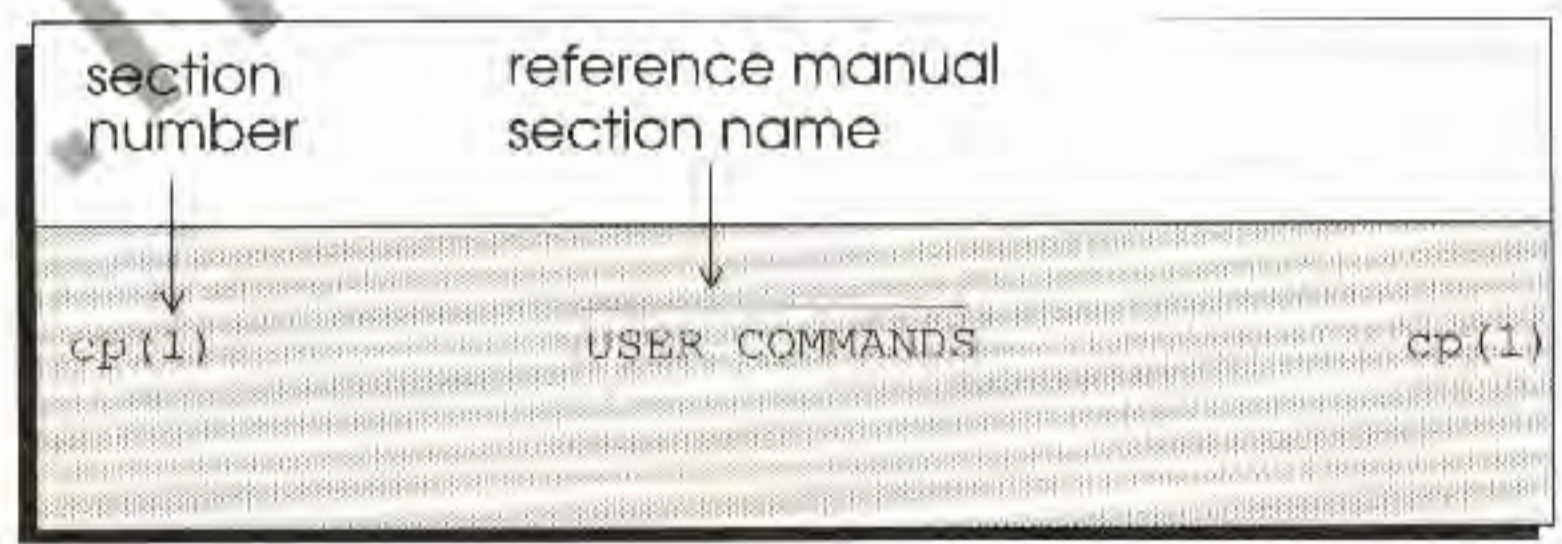 section
number
reference manual
section name
cp(1)
USER COMMANDS
cp(1)